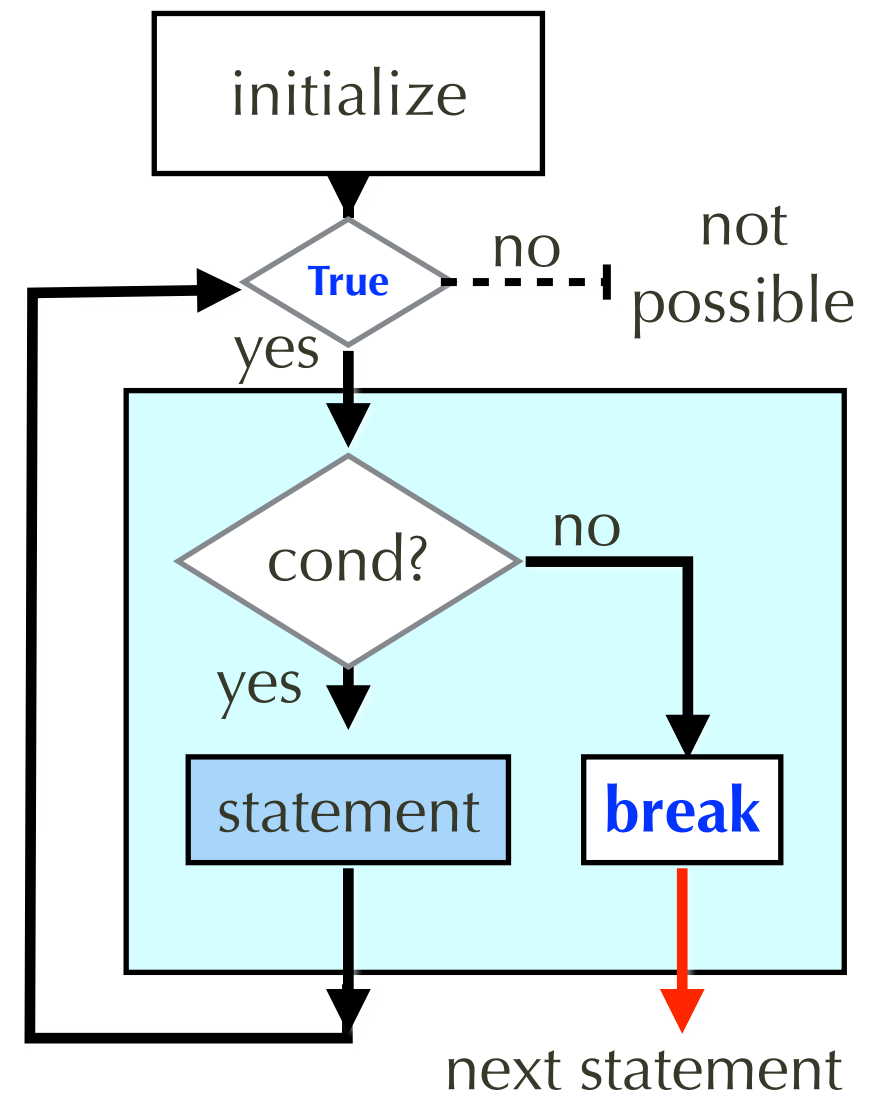 initialize
True
no
not
possible
yes
cond?
no
yes
statement
break
next statement